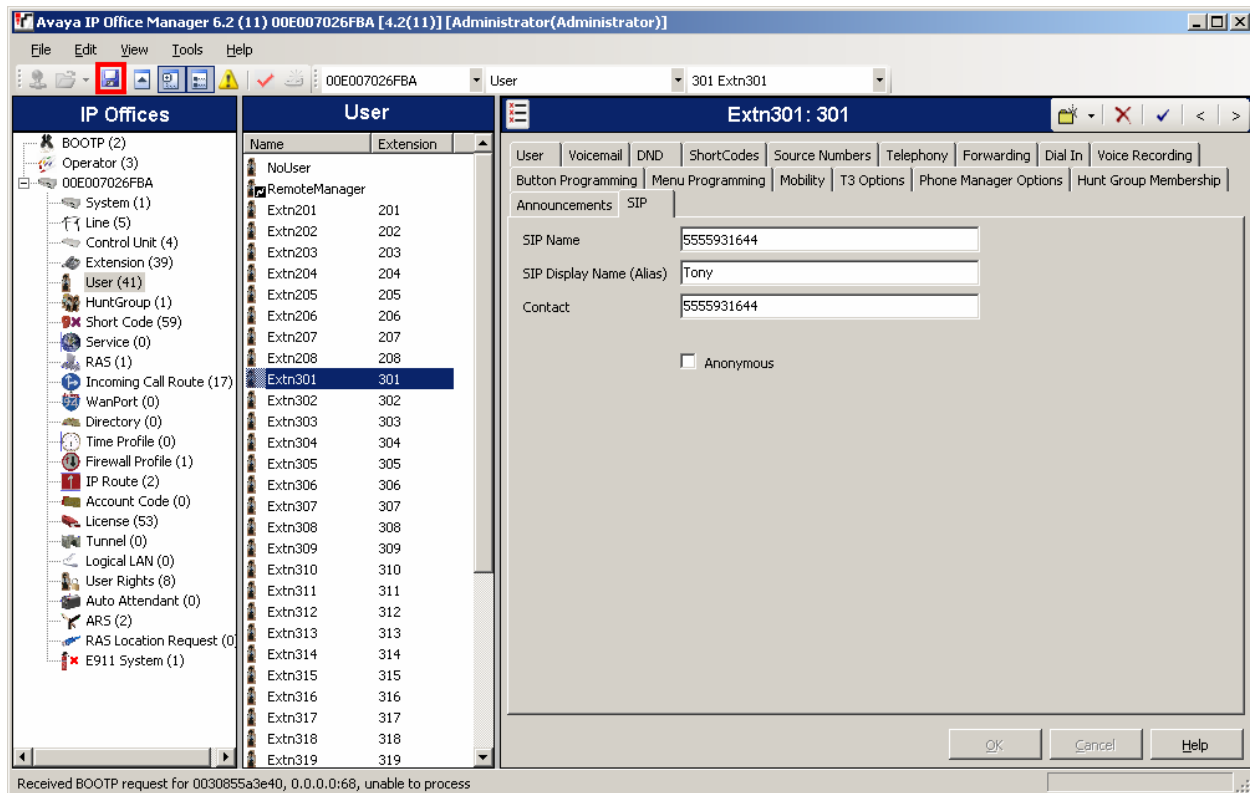 Avaya IP Office Manager 6.2 (11) 00E007026FBA [4.2(11)] [Administrator(Administrator)]
File Edit View Tools Help
00E007026FBA User 301 Extn301
IP Offices
BOOTP (2)
Operator (3)
00E007026FBA
System (1)
Line (5)
Control Unit (4)
Extension (39)
User (41)
HuntGroup (1)
Short Code (59)
Service (0)
RAS (1)
Incoming Call Route (17)
WanPort (0)
Directory (0)
Time Profile (0)
Firewall Profile (1)
IP Route (2)
Account Code (0)
License (53)
Tunnel (0)
Logical LAN (0)
User Rights (8)
Auto Attendant (0)
ARS (2)
RAS Location Request (0
E911 System (1)
User
Name Extension
NoUser
RemoteManager
Extn201 201
Extn202 202
Extn203 203
Extn204 204
Extn205 205
Extn206 206
Extn207 207
Extn208 208
Extn301 301
Extn302 302
Extn303 303
Extn304 304
Extn305 305
Extn306 306
Extn307 307
Extn308 308
Extn309 309
Extn310 310
Extn311 311
Extn312 312
Extn313 313
Extn314 314
Extn315 315
Extn316 316
Extn317 317
Extn318 318
Extn319 319
Extn301: 301
User Voicemail DND ShortCodes Source Numbers Telephony Forwarding Dial In Voice Recording
Button Programming Menu Programming Mobility T3 Options Phone Manager Options Hunt Group Membership
Announcements SIP
SIP Name 5555931644
SIP Display Name (Alias) Tony
Contact 5555931644
Anonymous
OK Cancel Help
Received BOOTP request for 0030855a3e40, 0.0.0.0:68, unable to process